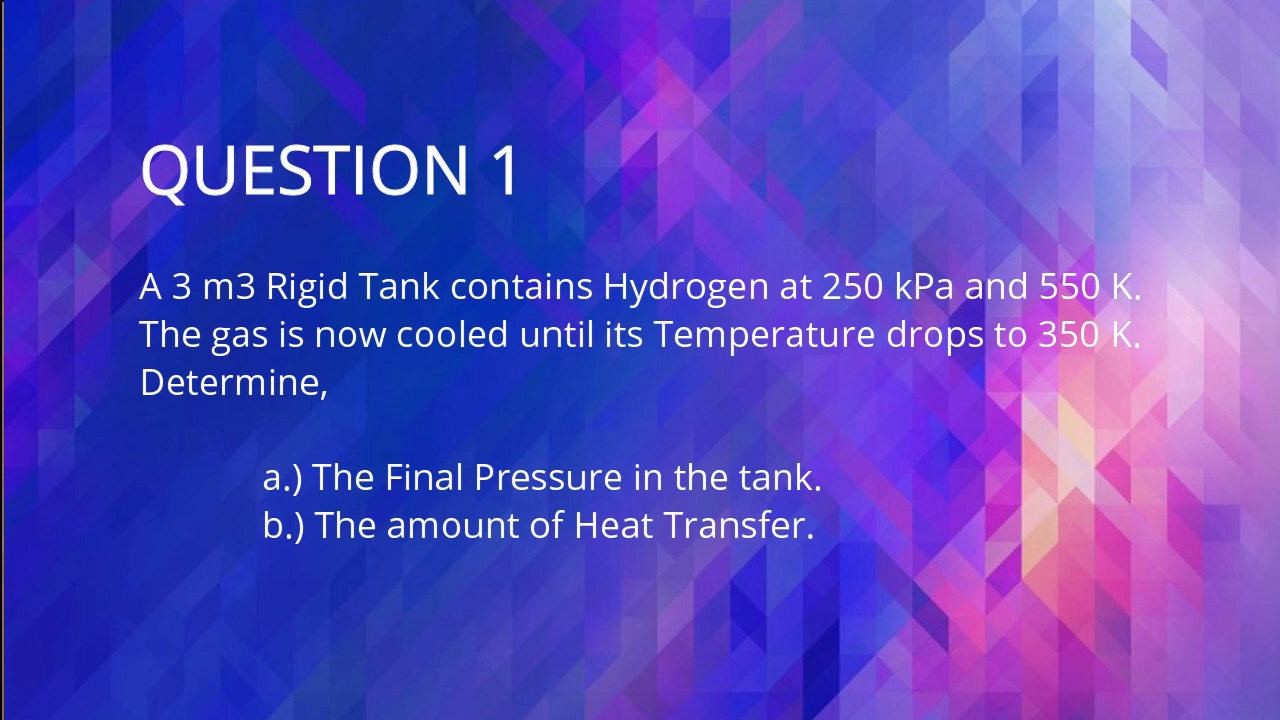 QUESTION 1
A 3 m3 Rigid Tank contains Hydrogen at 250 kPa and 550 K.
The gas is now cooled until its Temperature drops to 350 K.
Determine,
a.) The Final Pressure in the tank.
b.) The amount of Heat Transfer.